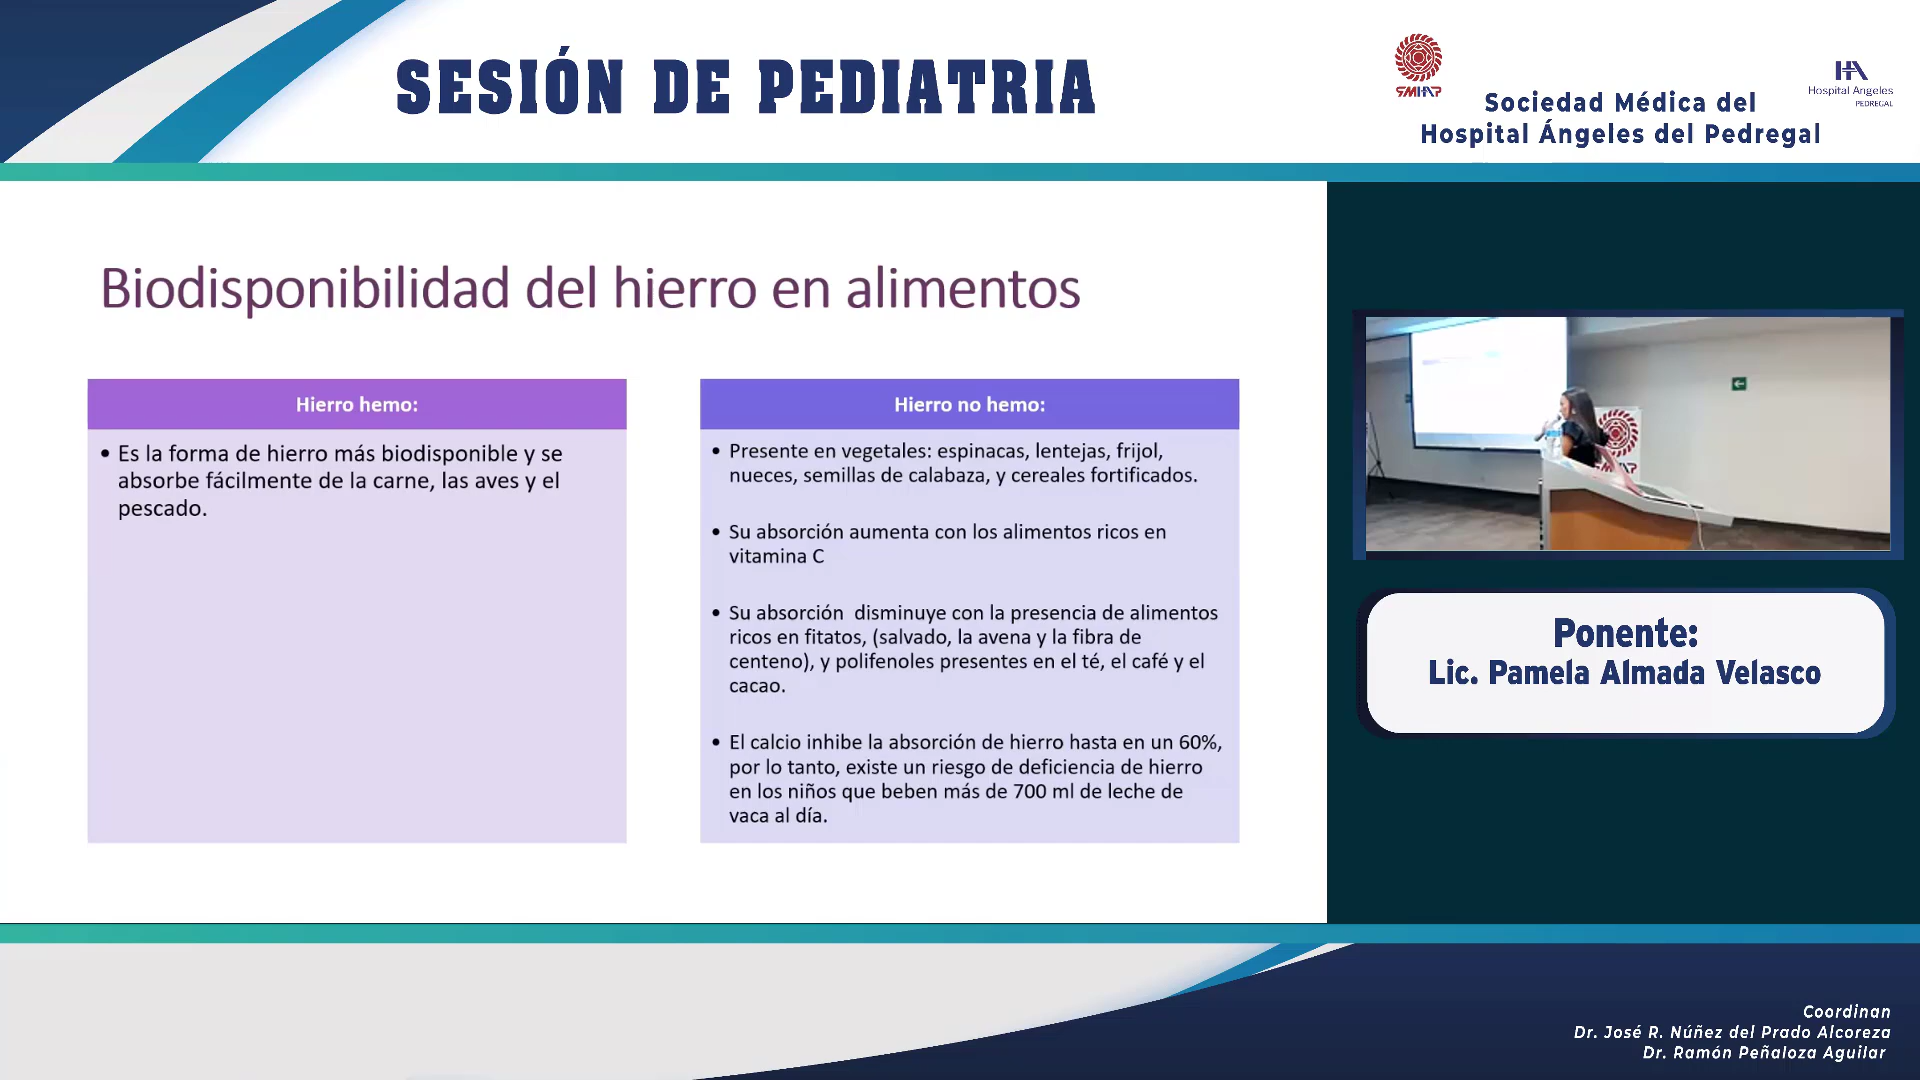 SESIÓN DE PEDIATRIA
SMHAP
Sociedad Médica del
Hospital Ángeles del Pedregal
HA
Hospital Angeles
PEDREGAL
Biodisponibilidad del hierro en alimentos
Hierro hemo:
• Es la forma de hierro más biodisponible y se
absorbe fácilmente de la carne, las aves y el
pescado.
Hierro no hemo:
• Presente en vegetales: espinacas, lentejas, frijol,
nueces, semillas de calabaza, y cereales fortificados.
• Su absorción aumenta con los alimentos ricos en
vitamina C
• Su absorción  disminuye con la presencia de alimentos
ricos en fitatos, (salvado, la avena y la fibra de
centeno), y polifenoles presentes en el té, el café y el
cacao.
• El calcio inhibe la absorción de hierro hasta en un 60%,
por lo tanto, existe un riesgo de deficiencia de hierro
en los niños que beben más de 700 ml de leche de
vaca al día.
Ponente:
Lic. Pamela Almada Velasco
Coordinan
Dr. José R. Núñez del Prado Alcoreza
Dr. Ramón Peñaloza Aguilar